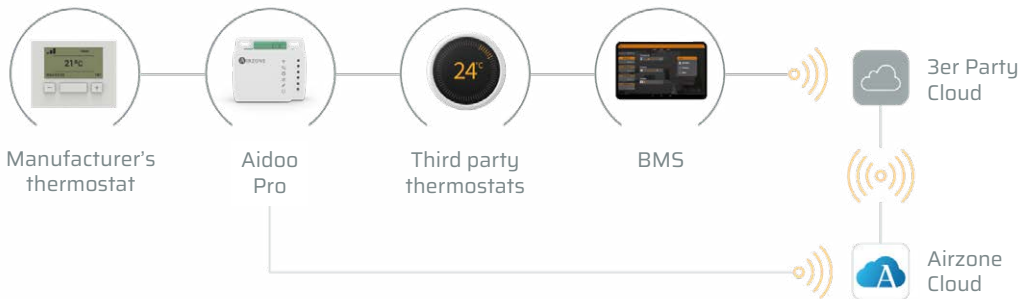 21°C
AIRZONE
24°C
3er Party
Cloud
Manufacturer's
thermostat
Aidoo
Pro
Third party
thermostats
BMS
Airzone
Cloud